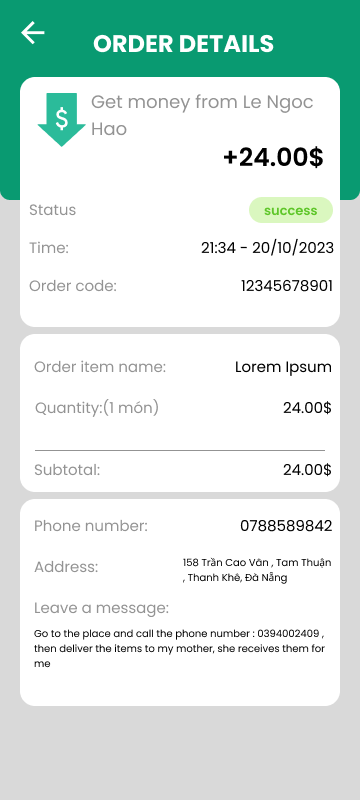 ORDER DETAILS
$
Get money from Le Ngoc
Hao
+24.00$
Status
success
Time:
21:34 - 20/10/2023
Order code:
12345678901
Order item name:
Lorem Ipsum
Quantity:(1 món)
24.00$
Subtotal:
24.00$
Phone number:
0788589842
Address:
158 Trần Cao Vân , Tam Thuận
, Thanh Khê, Đà Nẵng
Leave a message:
Go to the place and call the phone number : 0394002409 ,
then deliver the items to my mother, she receives them for
me